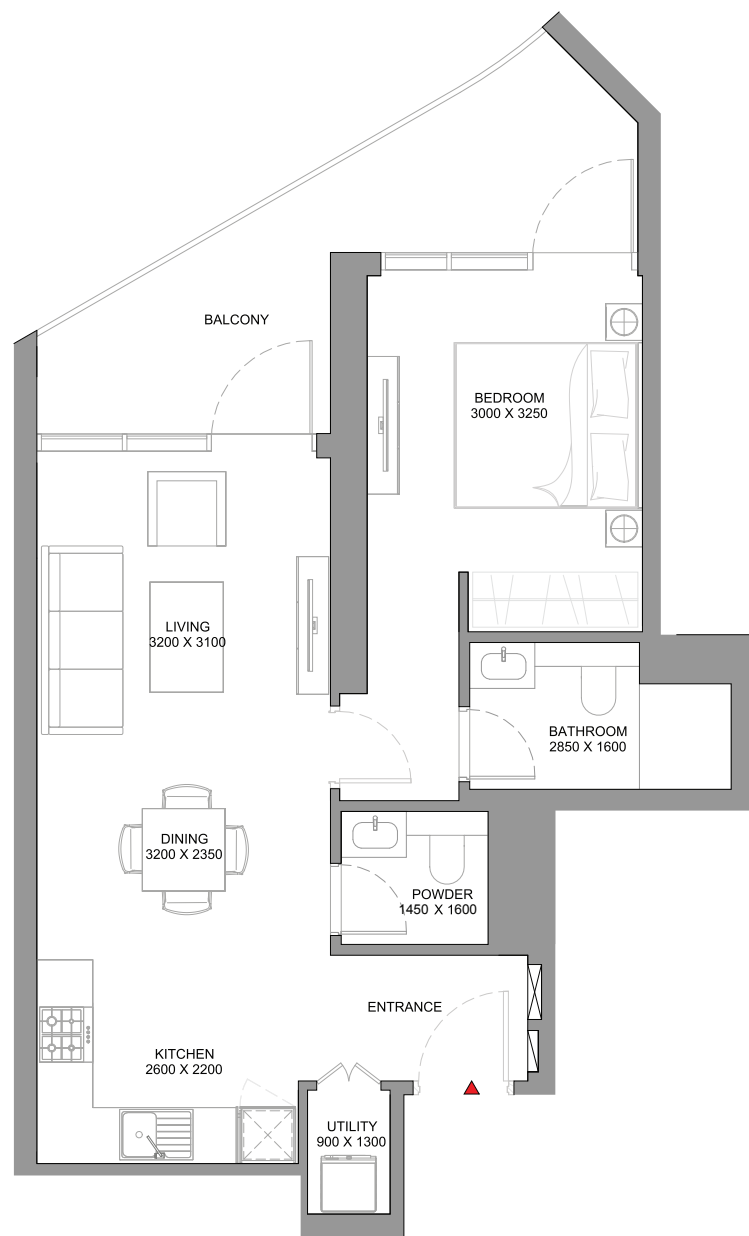 BALCONY
BEDROOM
3000 X 3250
LIVING
3200 X 3100
BATHROOM
2850 X 1600
DINING
3200 X 2350
POWDER
1450 X 1600
ENTRANCE
KITCHEN
2600 X 2200
UTILITY
900 X 1300